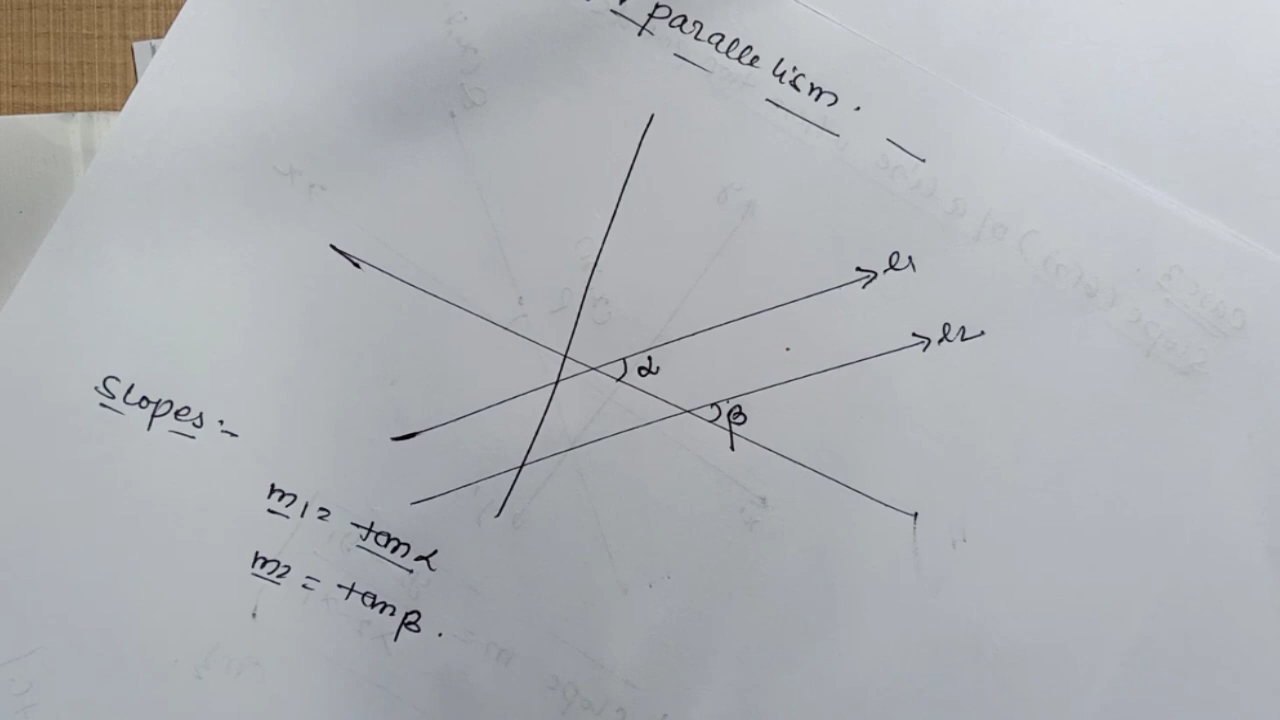 parallelism.
l1
l2
α
β
Slopes :-
m1 = tanα
m2 = tanβ.